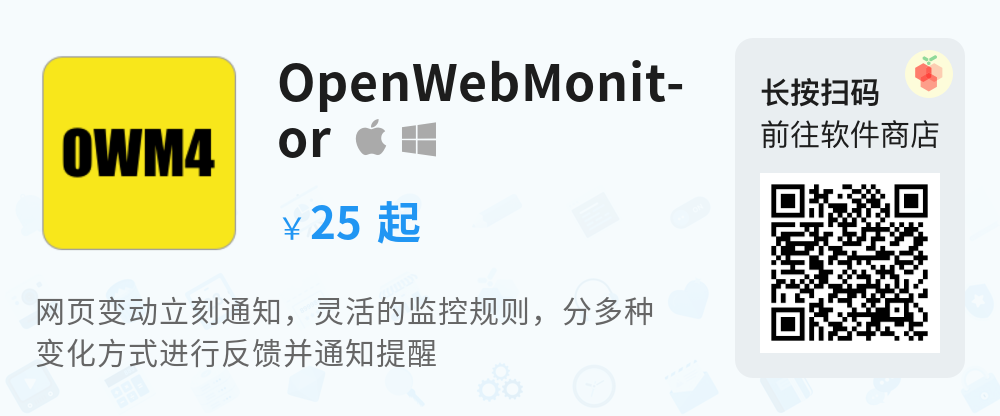 OWM4
OpenWebMonit-
or
¥25 起
网页变动立刻通知，灵活的监控规则，分多种
变化方式进行反馈并通知提醒
长按扫码
前往软件商店